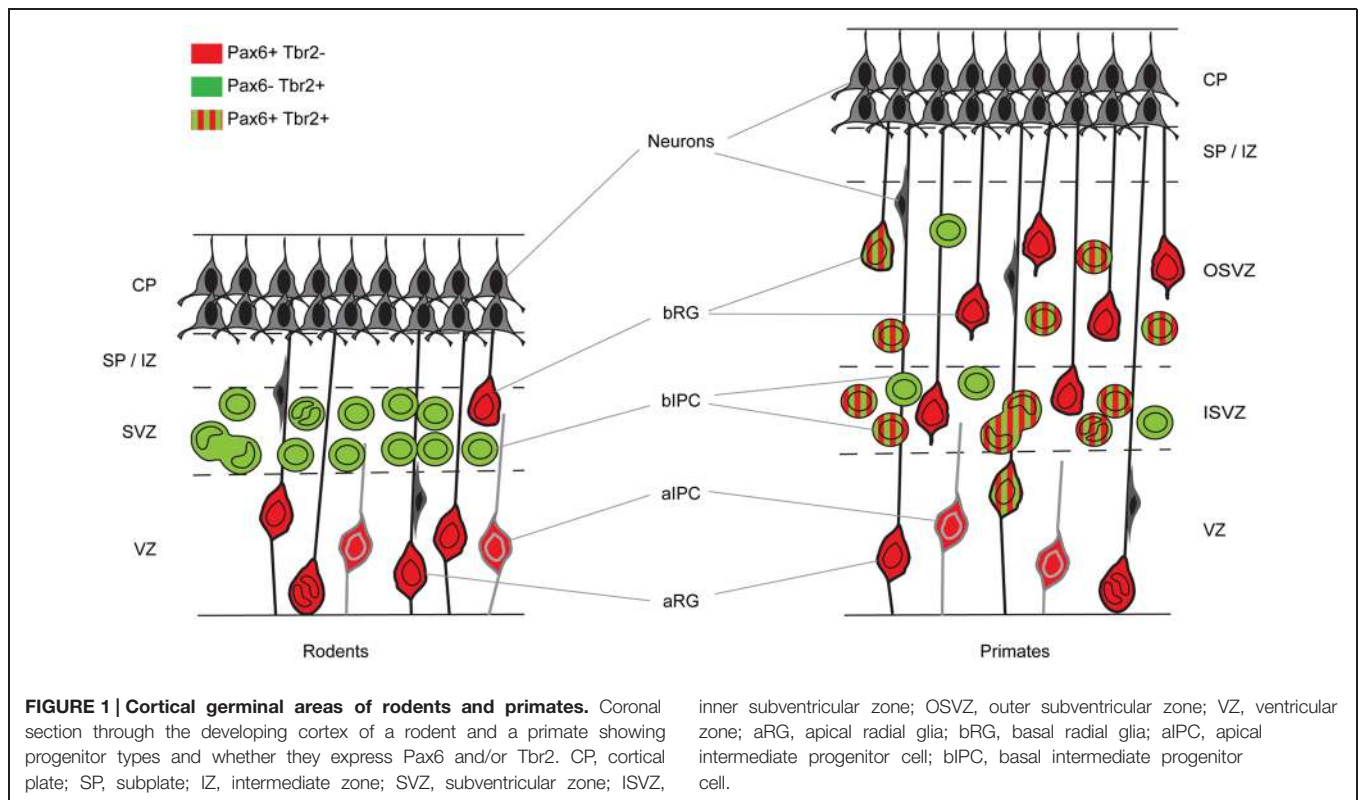 Pax6+ Tbr2-
Pax6- Tbr2+
Pax6+ Tbr2+
CP
SP / IZ
SVZ
VZ
Rodents
Neurons
bRG
bIPC
aIPC
aRG
CP
SP / IZ
OSVZ
ISVZ
VZ
Primates
FIGURE 1 | Cortical germinal areas of rodents and primates. Coronal
section through the developing cortex of a rodent and a primate showing
progenitor types and whether they express Pax6 and/or Tbr2. CP, cortical
plate; SP, subplate; IZ, intermediate zone; SVZ, subventricular zone; ISVZ,
inner subventricular zone; OSVZ, outer subventricular zone; VZ, ventricular
zone; aRG, apical radial glia; bRG, basal radial glia; aIPC, apical
intermediate progenitor cell; bIPC, basal intermediate progenitor
cell.